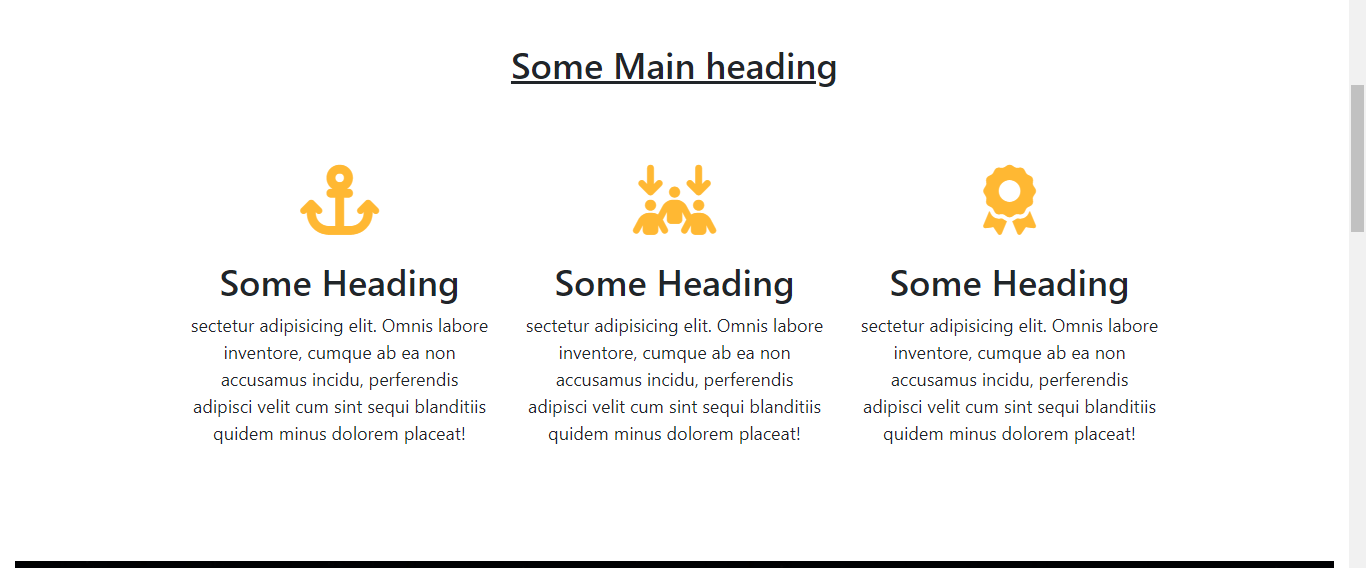 Some Main heading
Some Heading
sectetur adipisicing elit. Omnis labore
inventore, cumque ab ea non
accusamus incidu, perferendis
adipisci velit cum sint sequi blanditiis
quidem minus dolorem placeat!
Some Heading
sectetur adipisicing elit. Omnis labore
inventore, cumque ab ea non
accusamus incidu, perferendis
adipisci velit cum sint sequi blanditiis
quidem minus dolorem placeat!
Some Heading
sectetur adipisicing elit. Omnis labore
inventore, cumque ab ea non
accusamus incidu, perferendis
adipisci velit cum sint sequi blanditiis
quidem minus dolorem placeat!